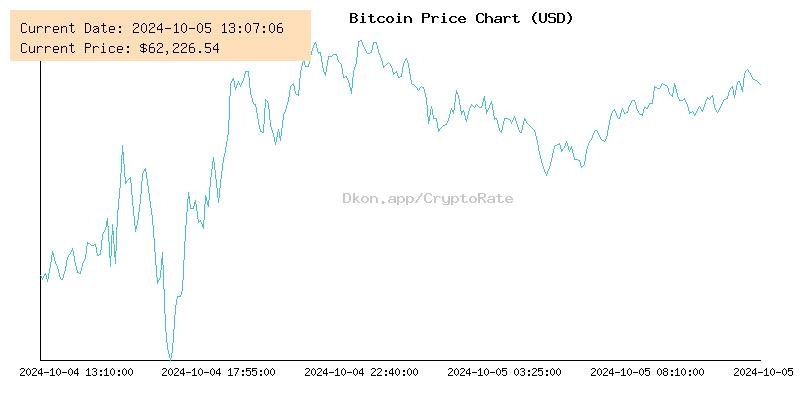 Bitcoin Price Chart (USD)
Current Date: 2024-10-05 13:07:06
Current Price: $62,226.54
Dkon.app/CryptoRate
2024-10-04 13:10:00 2024-10-04 17:55:00 2024-10-04 22:40:00 2024-10-05 03:25:00 2024-10-05 08:10:00 2024-10-05